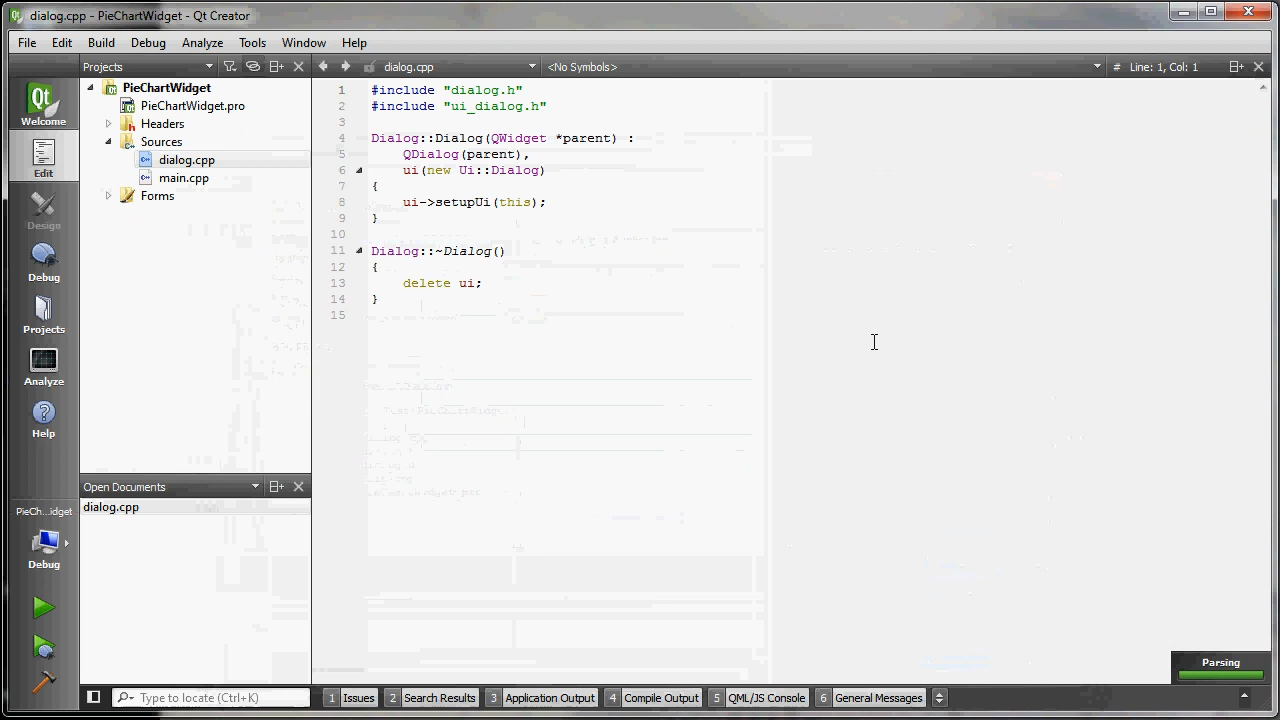 dialog.cpp - PieChartWidget - Qt Creator
File Edit Build Debug Analyze Tools Window Help
Projects
dialog.cpp
<No Symbols>
# Line: 1, Col: 1
Qt
Welcome
Edit
Design
Debug
Projects
Analyze
Help
PieCh...idget
Debug
PieChartWidget
PieChartWidget.pro
Headers
Sources
dialog.cpp
main.cpp
Forms
Open Documents
dialog.cpp
1 #include "dialog.h"
2 #include "ui_dialog.h"
3
4 Dialog::Dialog(QWidget *parent) :
5 QDialog(parent),
6 ui(new Ui::Dialog)
7 {
8 ui->setupUi(this);
9 }
10
11 Dialog::~Dialog()
12 {
13 delete ui;
14 }
15
Parsing
Type to locate (Ctrl+K)
1 Issues 2 Search Results 3 Application Output 4 Compile Output 5 QML/JS Console 6 General Messages